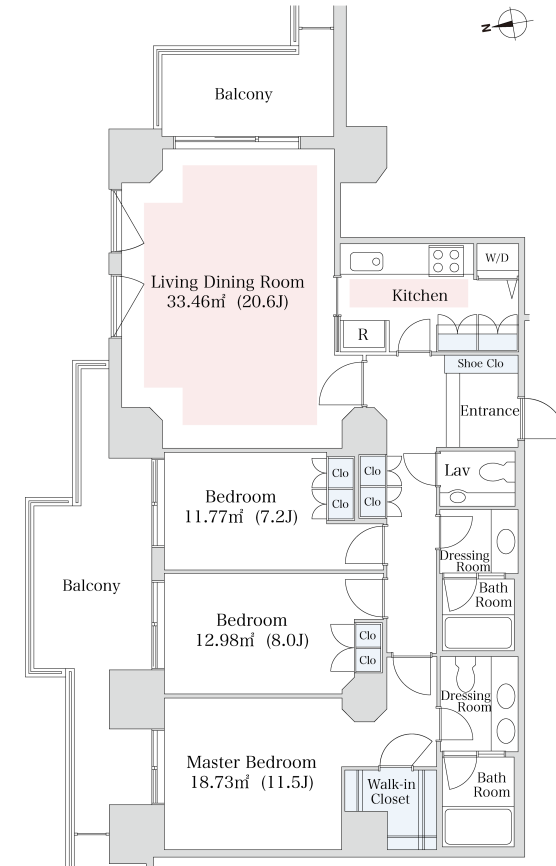 N
Balcony
Living Dining Room
33.46㎡ (20.6J)
W/D
Kitchen
R
Shoe Clo
Entrance
Clo
Clo
Clo
Clo
Lav
Bedroom
11.77㎡ (7.2J)
Dressing
Room
Balcony
Bath
Room
Bedroom
12.98㎡ (8.0J)
Clo
Clo
Dressing
Room
Master Bedroom
18.73㎡ (11.5J)
Walk-in
Closet
Bath
Room